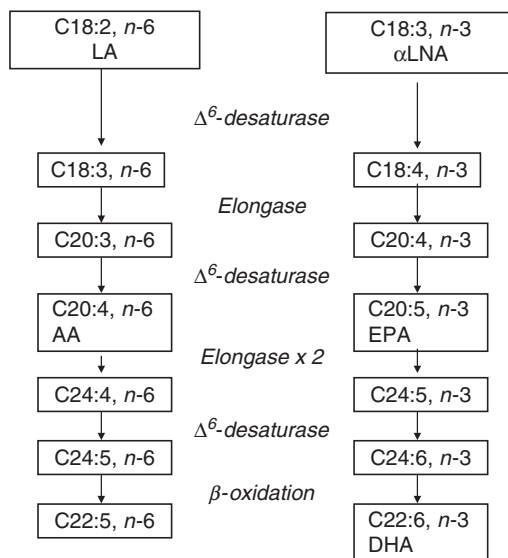 C18:2, n-6
LA
C18:3, n-3
αLNA
Δ⁶-desaturase
C18:3, n-6
C18:4, n-3
Elongase
C20:3, n-6
C20:4, n-3
Δ⁶-desaturase
C20:4, n-6
AA
C20:5, n-3
EPA
Elongase x 2
C24:4, n-6
C24:5, n-3
Δ⁶-desaturase
C24:5, n-6
C24:6, n-3
β-oxidation
C22:5, n-6
C22:6, n-3
DHA